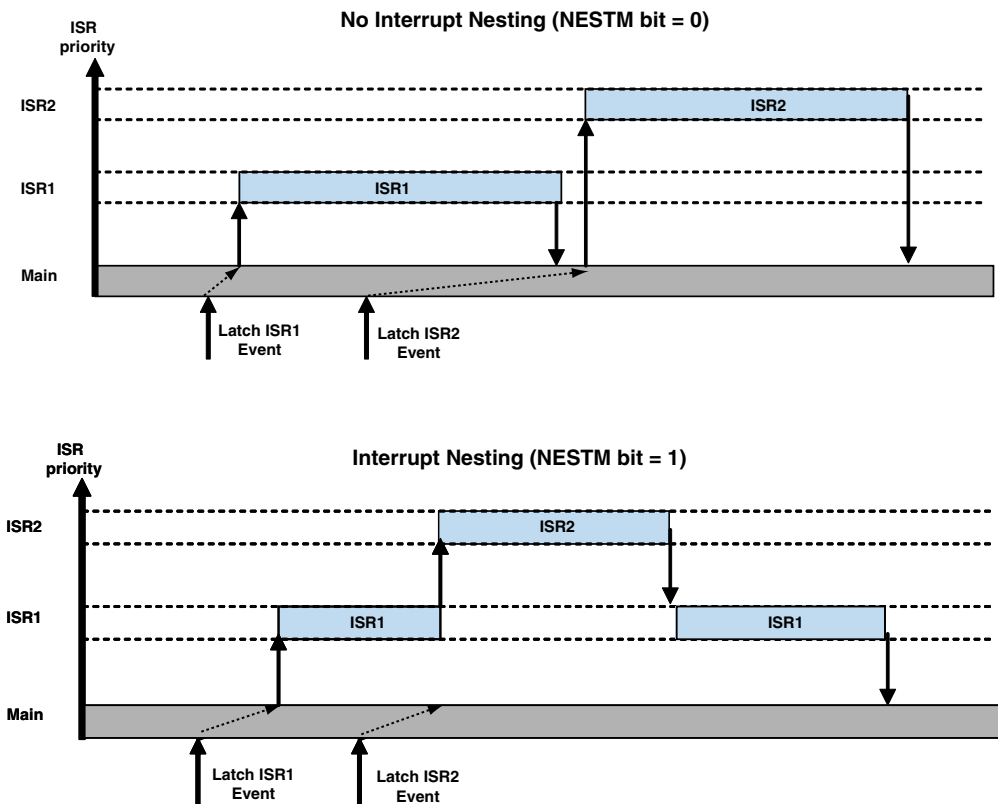 No Interrupt Nesting (NESTM bit = 0)
ISR
priority
ISR2
ISR2
ISR1
ISR1
Main
Latch ISR1
Event
Latch ISR2
Event
Interrupt Nesting (NESTM bit = 1)
ISR
priority
ISR2
ISR2
ISR1
ISR1
ISR1
Main
Latch ISR1
Event
Latch ISR2
Event